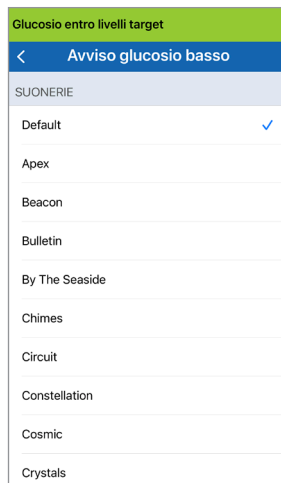 Glucosio entro livelli target
Avviso glucosio basso
SUONERIE
Default
Apex
Beacon
Bulletin
By The Seaside
Chimes
Circuit
Constellation
Cosmic
Crystals